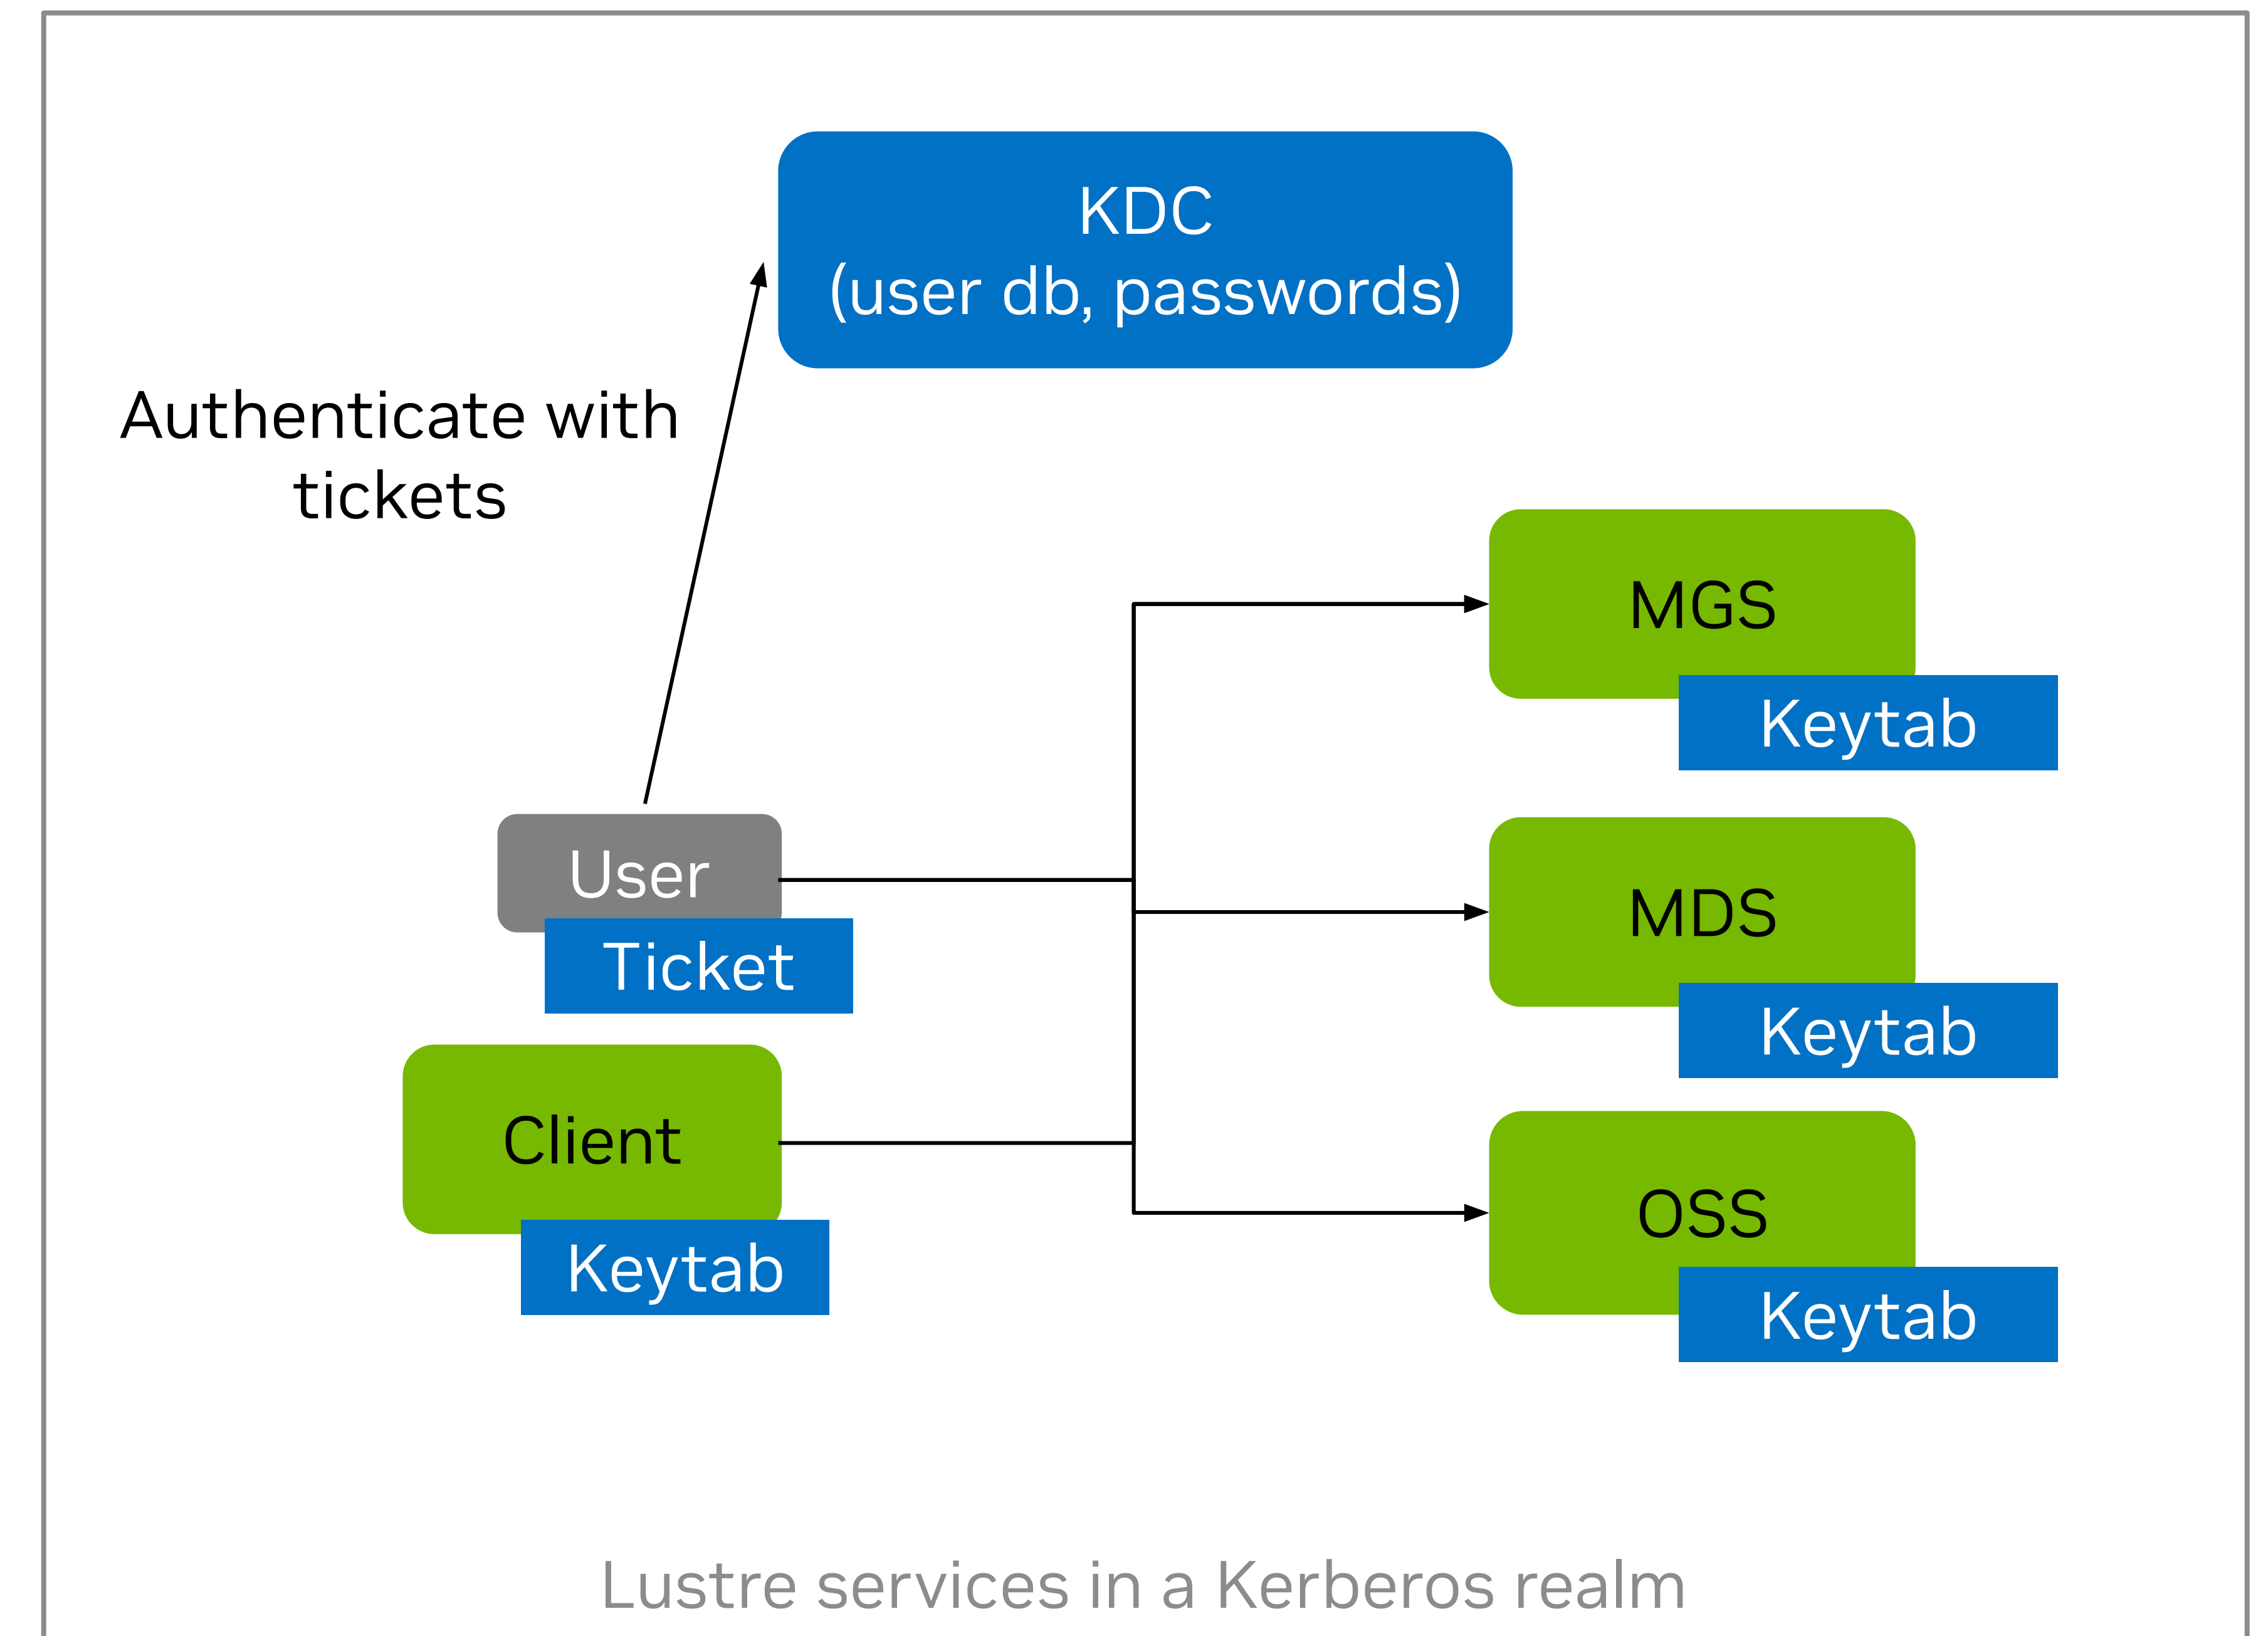 KDC
(user db, passwords)
Authenticate with
tickets
MGS
Keytab
User
Ticket
MDS
Keytab
Client
Keytab
OSS
Keytab
Lustre services in a Kerberos realm